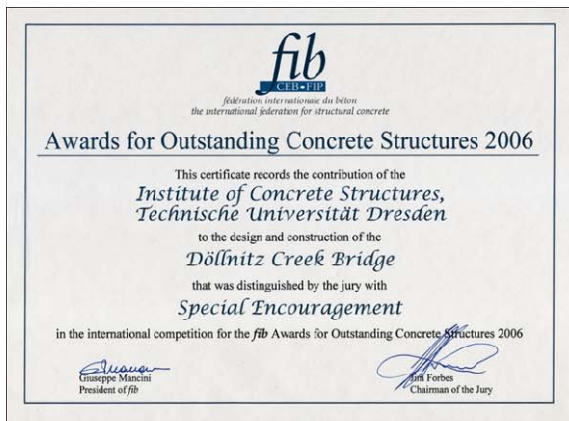 fib
CEB•FIP
fédération internationale du béton
the international federation for structural concrete
Awards for Outstanding Concrete Structures 2006
This certificate records the contribution of the
Institute of Concrete Structures,
Technische Universität Dresden
to the design and construction of the
Döllnitz Creek Bridge
that was distinguished by the jury with
Special Encouragement
in the international competition for the fib Awards for Outstanding Concrete Structures 2006
Giuseppe Mancini
President of fib
Jim Forbes
Chairman of the Jury